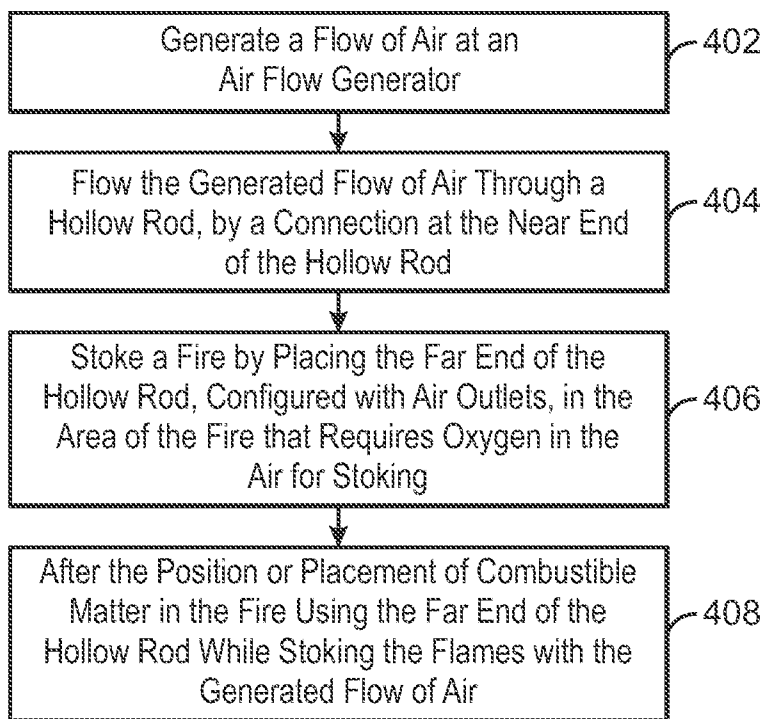 Generate a Flow of Air at an
Air Flow Generator
402
Flow the Generated Flow of Air Through a
Hollow Rod, by a Connection at the Near End
of the Hollow Rod
404
Stoke a Fire by Placing the Far End of the
Hollow Rod, Configured with Air Outlets, in the
Area of the Fire that Requires Oxygen in the
Air for Stoking
406
After the Position or Placement of Combustible
Matter in the Fire Using the Far End of the
Hollow Rod While Stoking the Flames with the
Generated Flow of Air
408